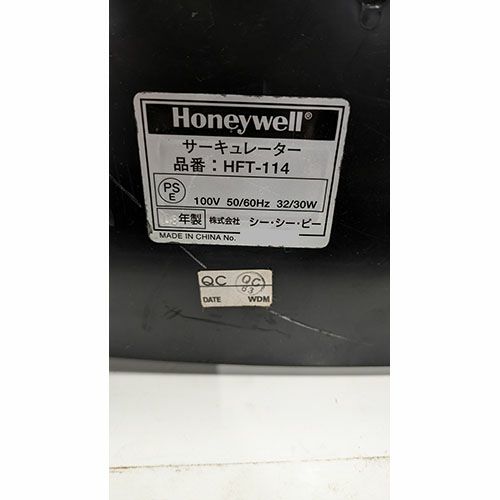 Honeywell®
サーキュレーター
品番：HFT-114
PS
E
100V 50/60Hz 32/30W
年製 株式会社 シー・シー・ピー
MADE IN CHINA No.
QC QC
83
DATE WDM